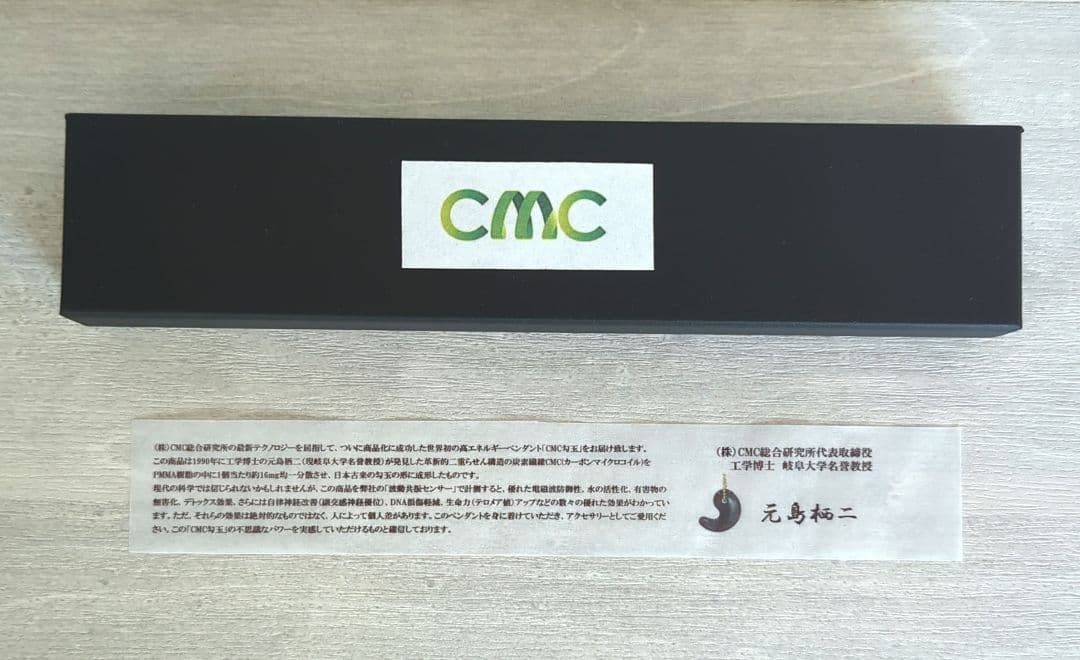 CMC
(株)CMC総合研究所の最新テクノロジーを屈指して、ついに商品化に成功した世界初の高エネルギーペンダント「CMC勾玉」をお届け致します。
この商品は1990年に工学博士の元島栖二(現岐阜大学名誉教授)が発見した革新的二重らせん構造の炭素繊維CMC(カーボンマイクロコイル)を
PMMA樹脂の中に1個当たり約16mg均一分散させ、日本古来の勾玉の形に成形したものです。
現代の科学では信じられないかもしれませんが、この商品を弊社の「波動共振センサー」で計測すると、優れた電磁波防御性、水の活性化、有害物の
無害化、デトックス効果、さらには自律神経改善(副交感神経優位)、DNA損傷軽減、生命力(テロメア値)アップなどの数々の優れた効果がわかってい
ます。ただ、それらの効果は絶対的なものではなく、人によって個人差があります。このペンダントを身に着けていただき、アクセサリーとしてご愛用くだ
さい。この「CMC勾玉」の不思議なパワーを実感していただけるものと確信しております。
(株)CMC総合研究所代表取締役
工学博士 岐阜大学名誉教授
元島栖二